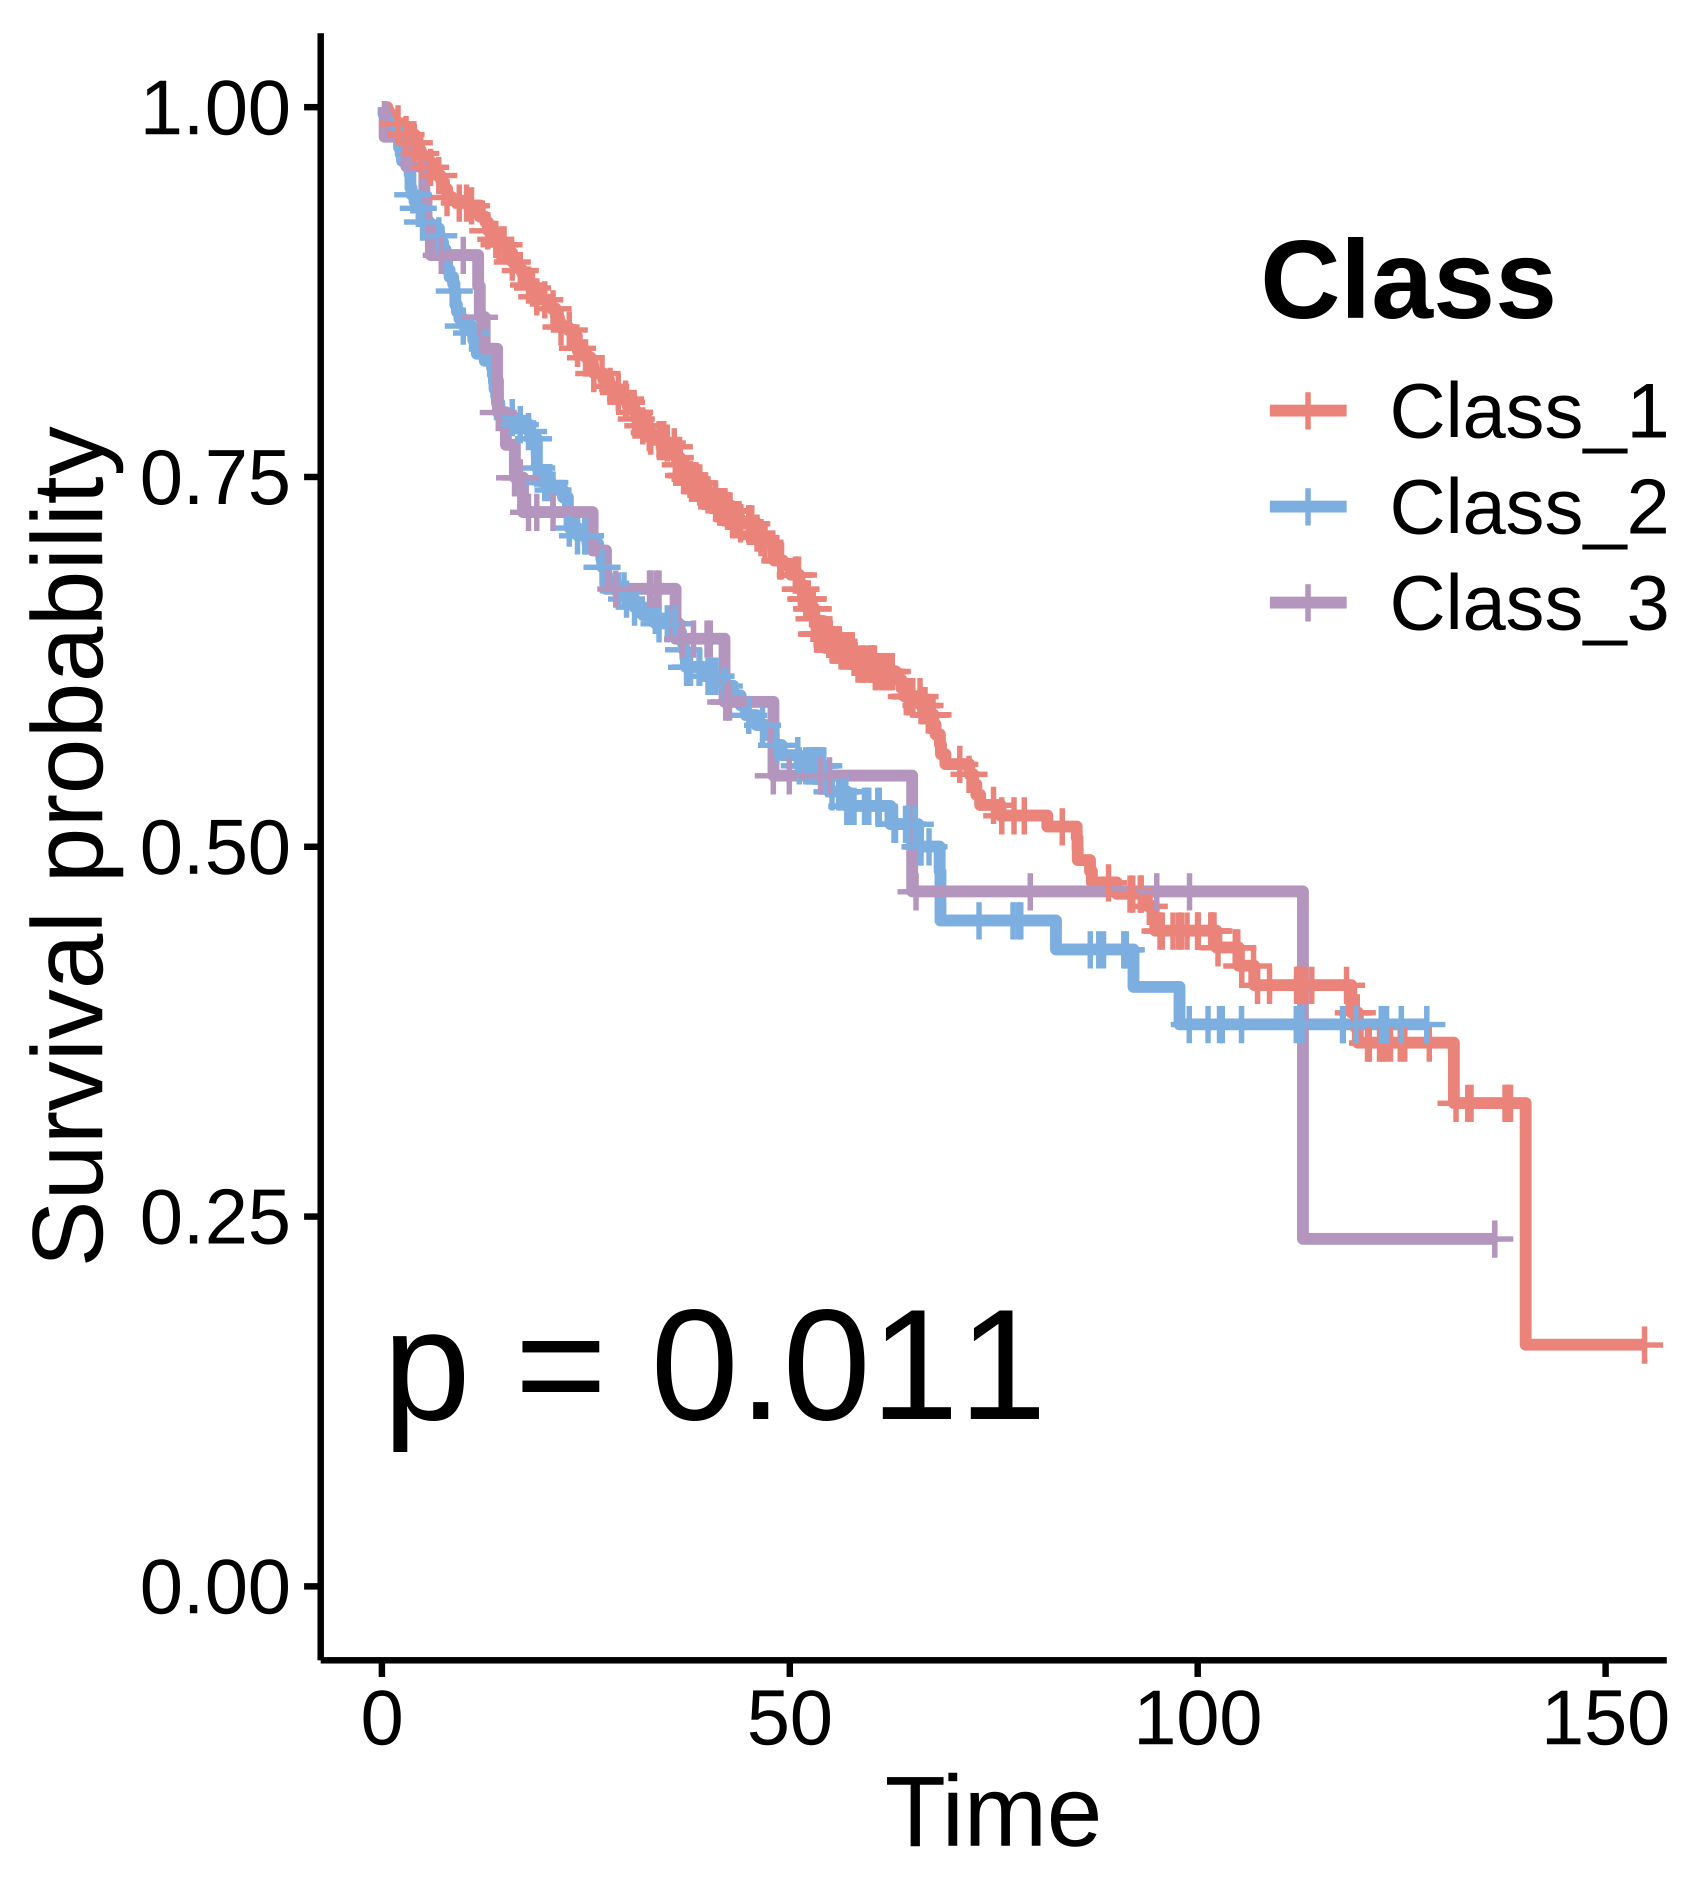 Survival probability
1.00
0.75
0.50
0.25
0.00
Class
Class_1
Class_2
Class_3
p = 0.011
0 50 100 150
Time